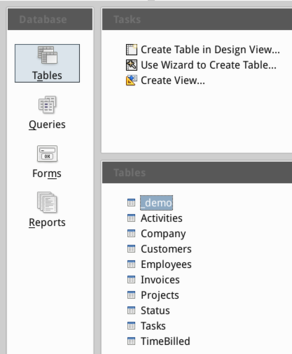 Database
Tables
Queries
Forms
Reports
Tasks
Create Table in Design View...
Use Wizard to Create Table...
Create View...
Tables
_demo
Activities
Company
Customers
Employees
Invoices
Projects
Status
Tasks
TimeBilled